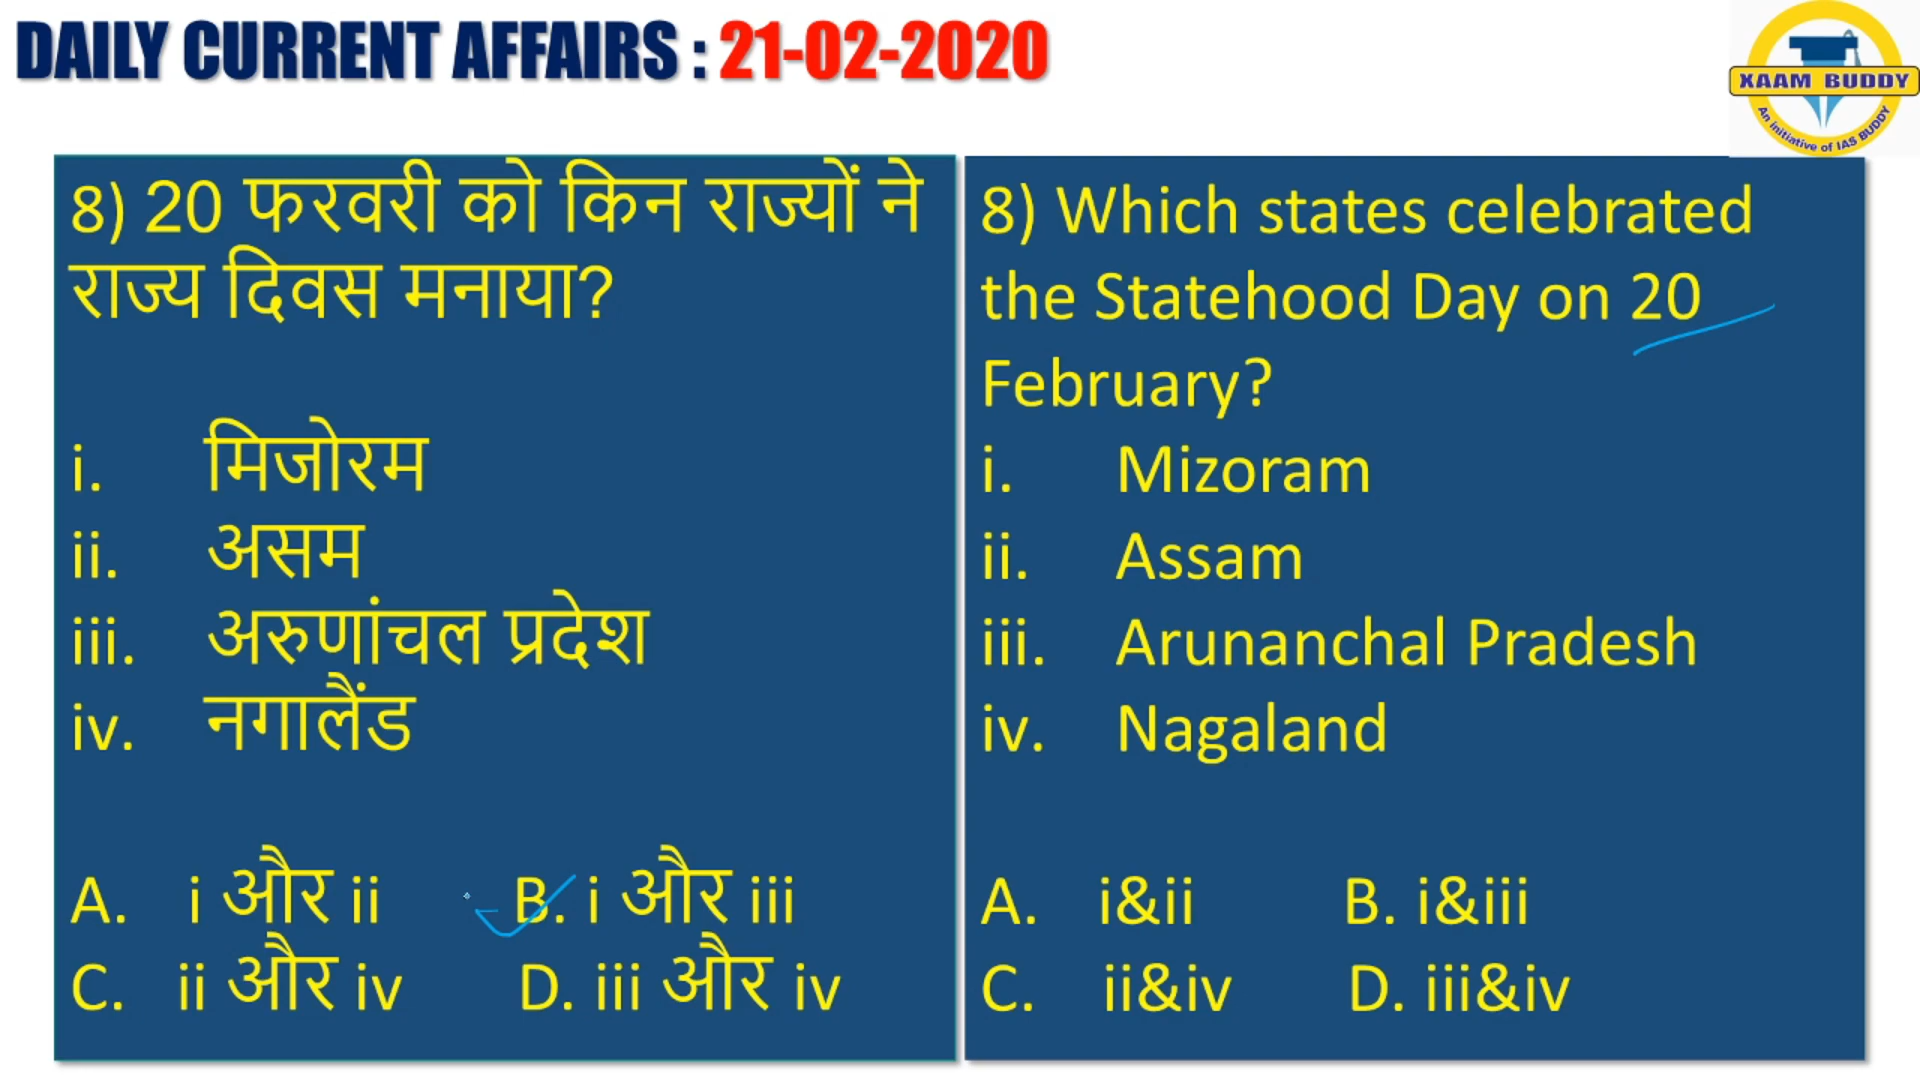 DAILY CURRENT AFFAIRS : 21-02-2020
XAAM BUDDY
An initiative of IAS BUDDY
8) 20 फरवरी को किन राज्यों ने
राज्य दिवस मनाया?
i. मिजोरम
ii. असम
iii. अरुणांचल प्रदेश
iv. नगालैंड
A. i और ii B. i और iii
C. ii और iv D. iii और iv
8) Which states celebrated
the Statehood Day on 20
February?
i. Mizoram
ii. Assam
iii. Arunanchal Pradesh
iv. Nagaland
A. i&ii B. i&iii
C. ii&iv D. iii&iv